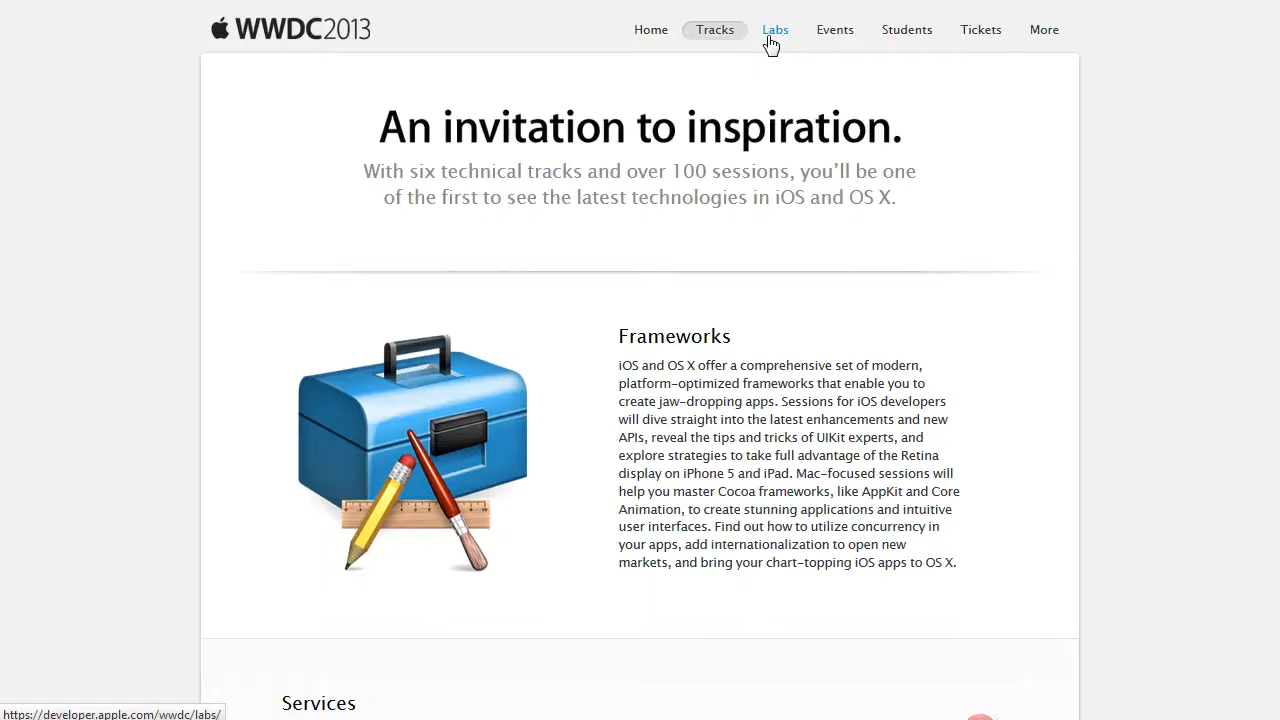 WWDC2013
Home Tracks Labs Events Students Tickets More
An invitation to inspiration.
With six technical tracks and over 100 sessions, you’ll be one
of the first to see the latest technologies in iOS and OS X.
Frameworks
iOS and OS X offer a comprehensive set of modern,
platform-optimized frameworks that enable you to
create jaw-dropping apps. Sessions for iOS developers
will dive straight into the latest enhancements and new
APIs, reveal the tips and tricks of UIKit experts, and
explore strategies to take full advantage of the Retina
display on iPhone 5 and iPad. Mac-focused sessions will
help you master Cocoa frameworks, like AppKit and Core
Animation, to create stunning applications and intuitive
user interfaces. Find out how to utilize concurrency in
your apps, add internationalization to open new
markets, and bring your chart-topping iOS apps to OS X.
Services
https://developer.apple.com/wwdc/labs/